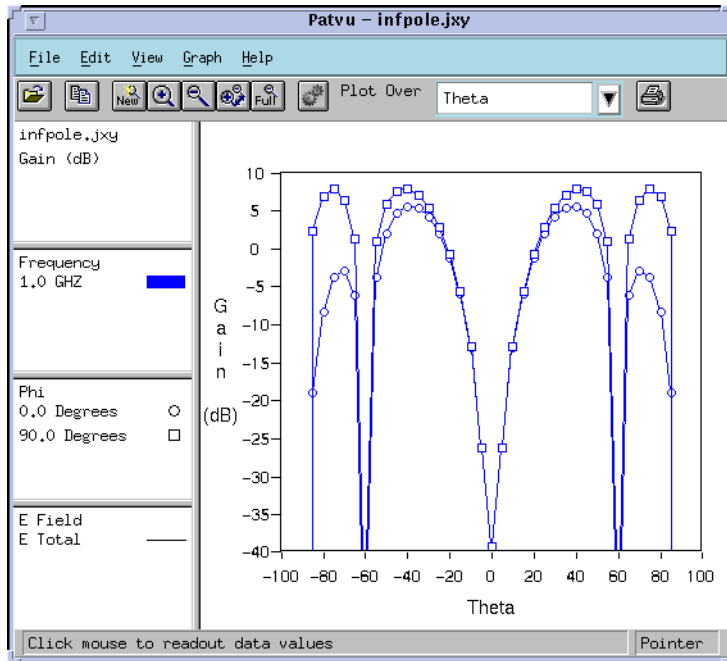 Patvu - infpole.jxy
File Edit View Graph Help
New Full Plot Over Theta
infpole.jxy
Gain (dB)
Frequency
1.0 GHZ
Phi
0.0 Degrees
90.0 Degrees
E Field
E Total
Gain
(dB)
10
5
0
-5
-10
-15
-20
-25
-30
-35
-40
-100 -80 -60 -40 -20 0 20 40 60 80 100
Theta
Click mouse to readout data values Pointer